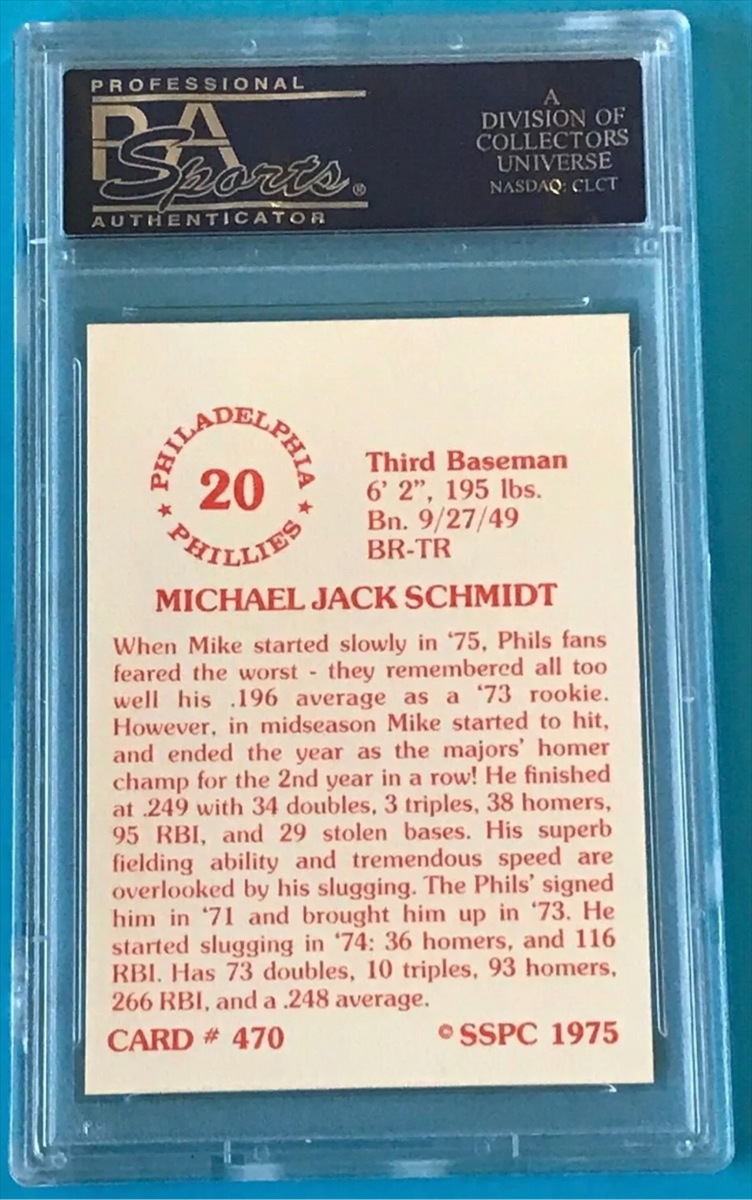 PROFESSIONAL
PSA
Sports®
AUTHENTICATOR
A
DIVISION OF
COLLECTORS
UNIVERSE
NASDAQ: CLCT
PHILADELPHIA
20
★ PHILLIES ★
Third Baseman
6' 2”, 195 lbs.
Bn. 9/27/49
BR-TR
MICHAEL JACK SCHMIDT
When Mike started slowly in ‘75, Phils fans
feared the worst - they remembered all too
well his .196 average as a ‘73 rookie.
However, in midseason Mike started to hit,
and ended the year as the majors’ homer
champ for the 2nd year in a row! He finished
at .249 with 34 doubles, 3 triples, 38 homers,
95 RBI, and 29 stolen bases. His superb
fielding ability and tremendous speed are
overlooked by his slugging. The Phils’ signed
him in ‘71 and brought him up in ‘73. He
started slugging in ‘74: 36 homers, and 116
RBI. Has 73 doubles, 10 triples, 93 homers,
266 RBI, and a .248 average.
CARD # 470
© SSPC 1975